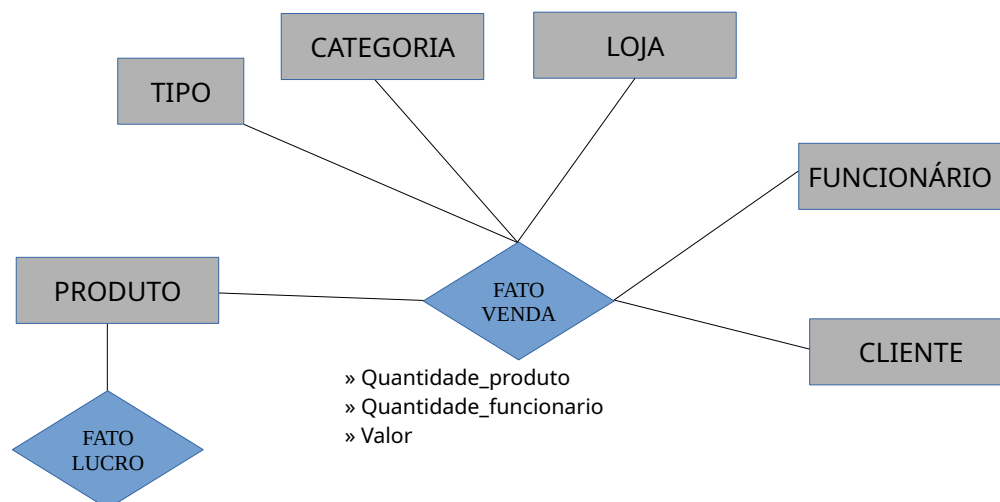 CATEGORIA
LOJA
TIPO
FUNCIONÁRIO
PRODUTO
FATO
VENDA
CLIENTE
» Quantidade_produto
» Quantidade_funcionario
» Valor
FATO
LUCRO